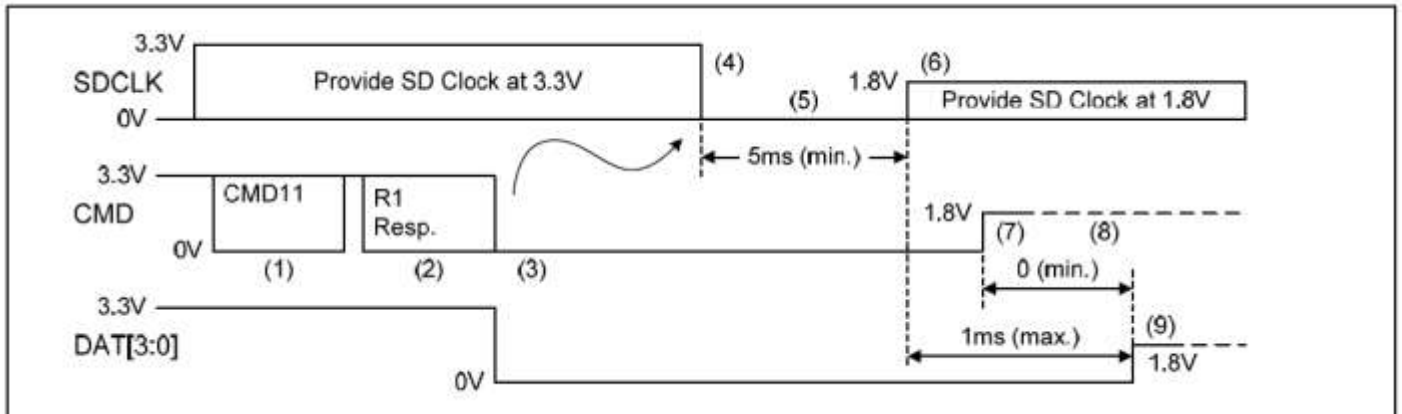 3.3V
SDCLK
Provide SD Clock at 3.3V
(4)
1.8V
(6)
(5)
Provide SD Clock at 1.8V
0V
5ms (min.)
3.3V
CMD
CMD11
R1
Resp.
1.8V
(7)
(8)
0V
(1)
(2)
(3)
0 (min.)
3.3V
DAT[3:0]
1ms (max.)
(9)
1.8V
0V